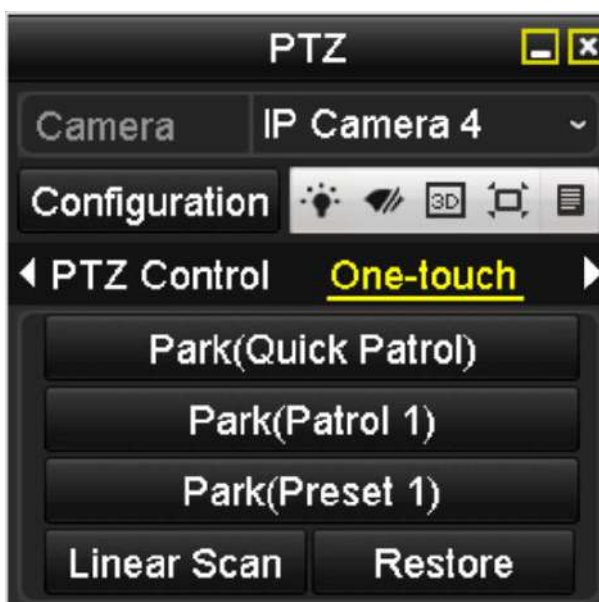 PTZ
Camera IP Camera 4
Configuration 3D
PTZ Control One-touch
Park(Quick Patrol)
Park(Patrol 1)
Park(Preset 1)
Linear Scan Restore